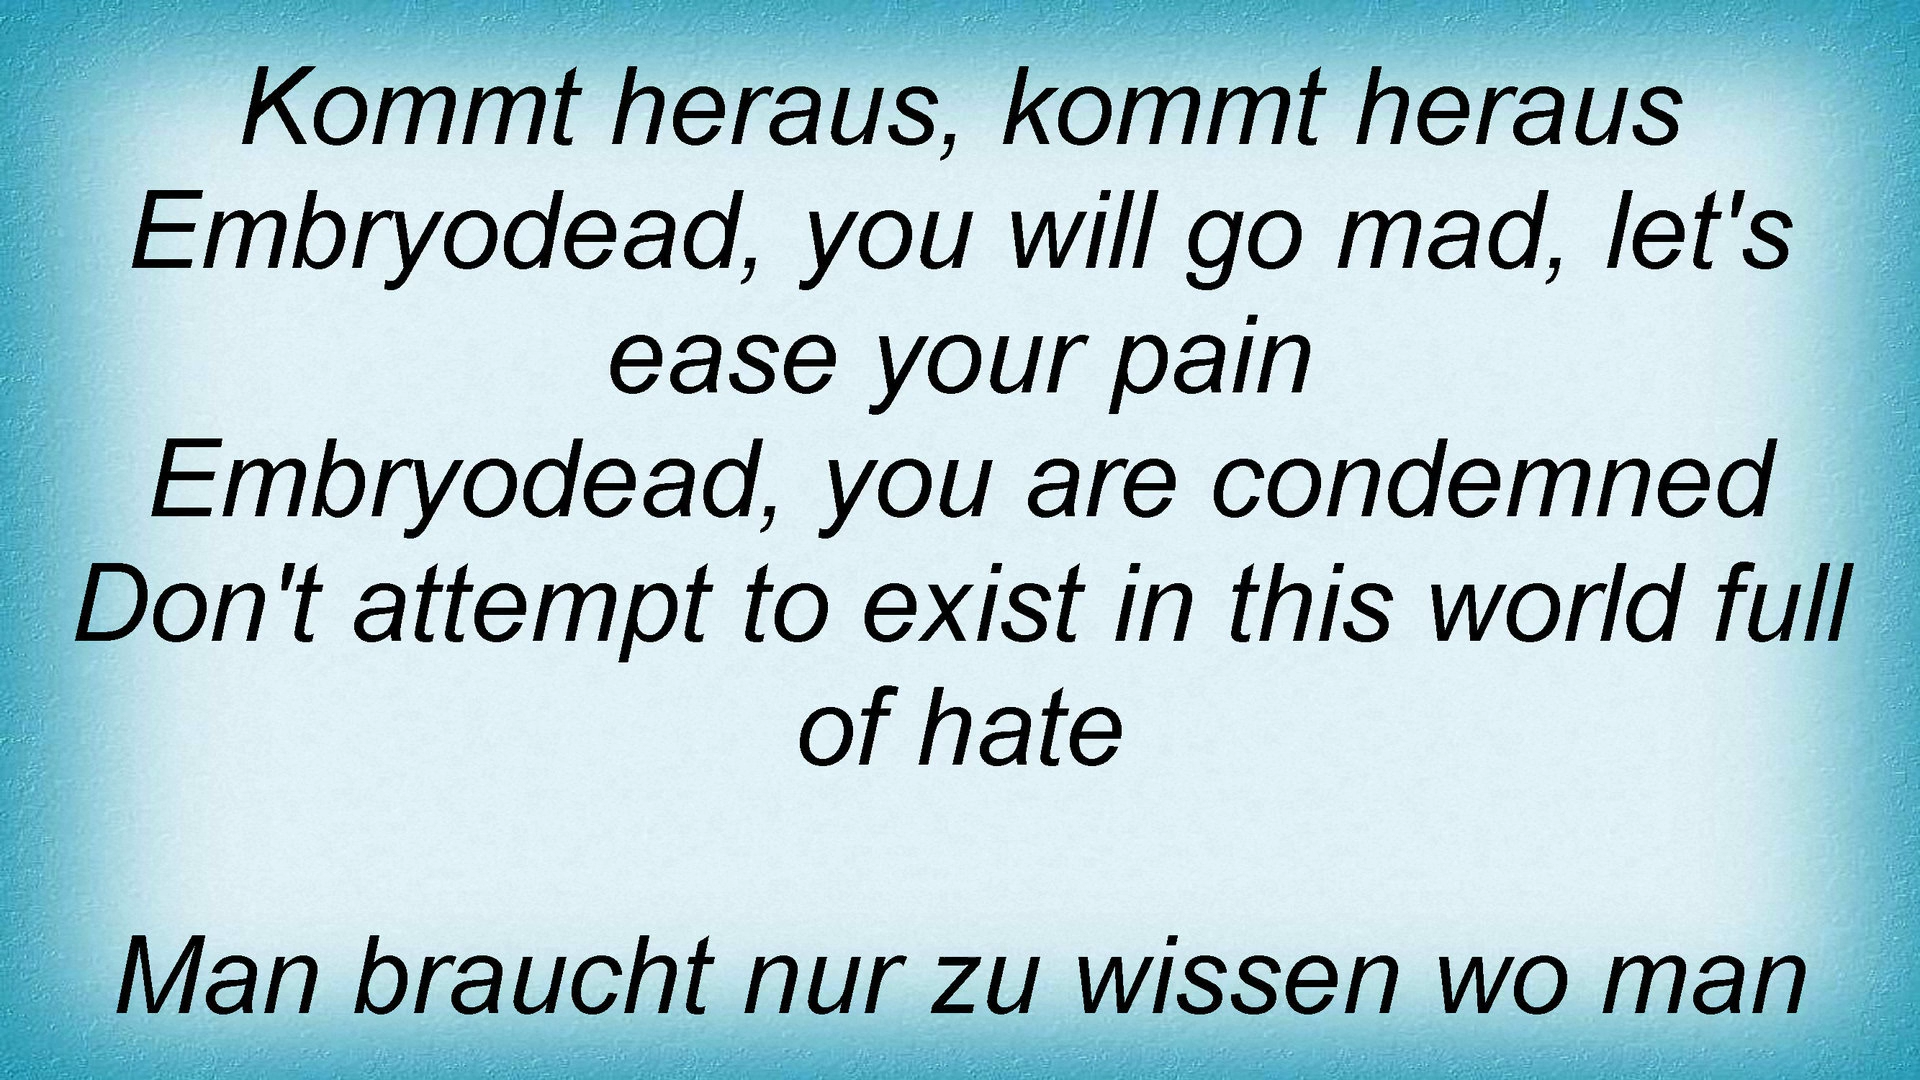 Kommt heraus, kommt heraus
Embryodead, you will go mad, let's
ease your pain
Embryodead, you are condemned
Don't attempt to exist in this world full
of hate
Man braucht nur zu wissen wo man